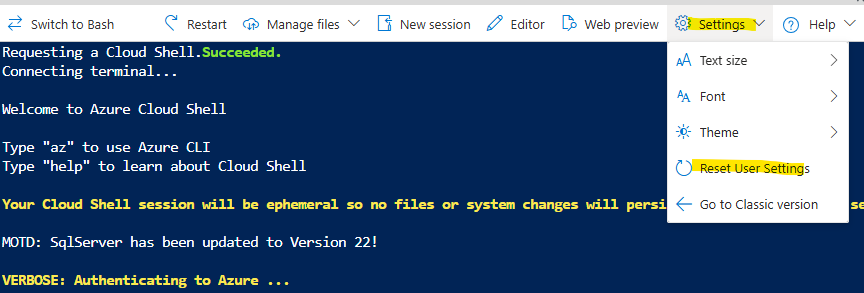 Switch to Bash Restart Manage files New session Editor Web preview Settings Help
Requesting a Cloud Shell.Succeeded.
Connecting terminal...
Welcome to Azure Cloud Shell
Type "az" to use Azure CLI
Type "help" to learn about Cloud Shell
Your Cloud Shell session will be ephemeral so no files or system changes will persi
MOTD: SqlServer has been updated to Version 22!
VERBOSE: Authenticating to Azure ...
Text size
Font
Theme
Reset User Settings
Go to Classic version